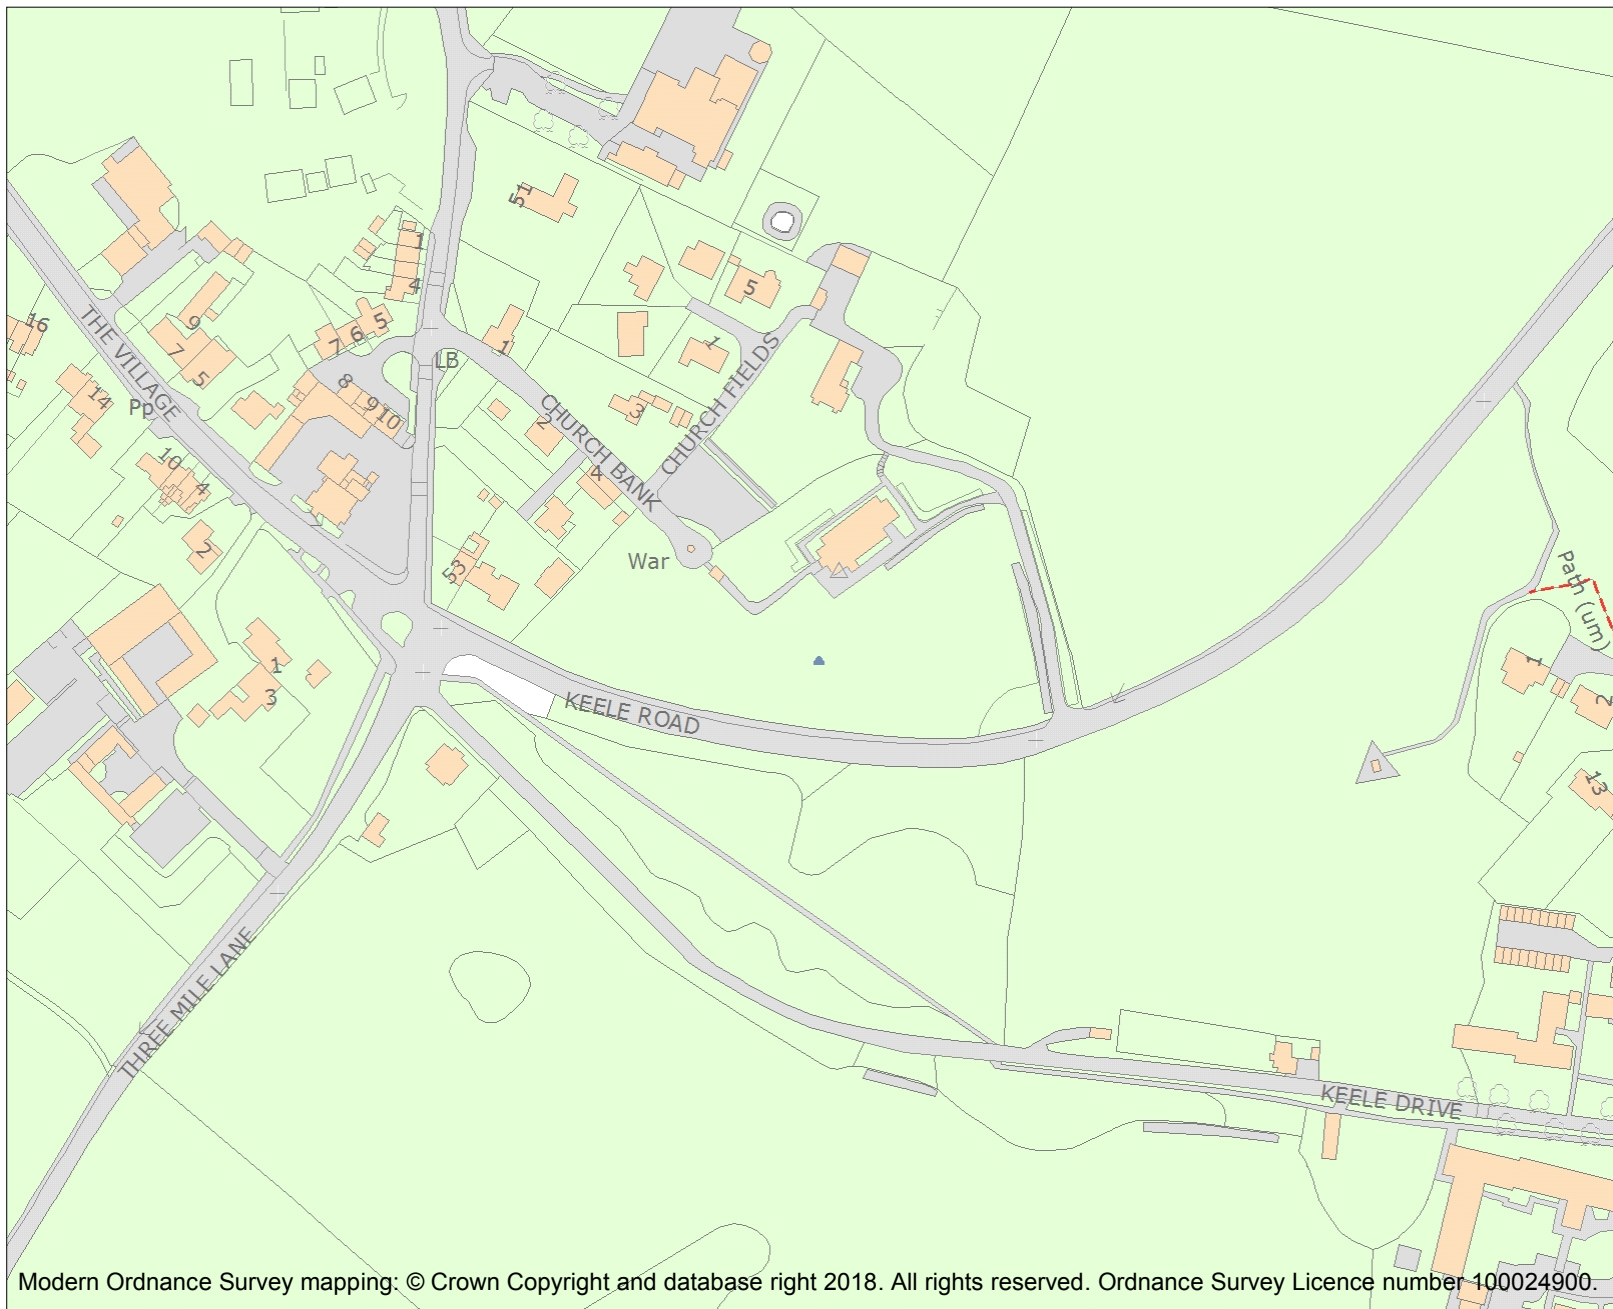 51
1
4
5
16
THE VILLAGE
9
5
6
7
7
LB
1
1
CHURCH FIELDS
5
8
14
Pp
9
10
CHURCH BANK
2
3
10
4
4
2
War
53
Path (um)
1
3
1
2
KEELE ROAD
13
THREE MILE LANE
KEELE DRIVE
Modern Ordnance Survey mapping: © Crown Copyright and database right 2018. All rights reserved. Ordnance Survey Licence number 100024900.